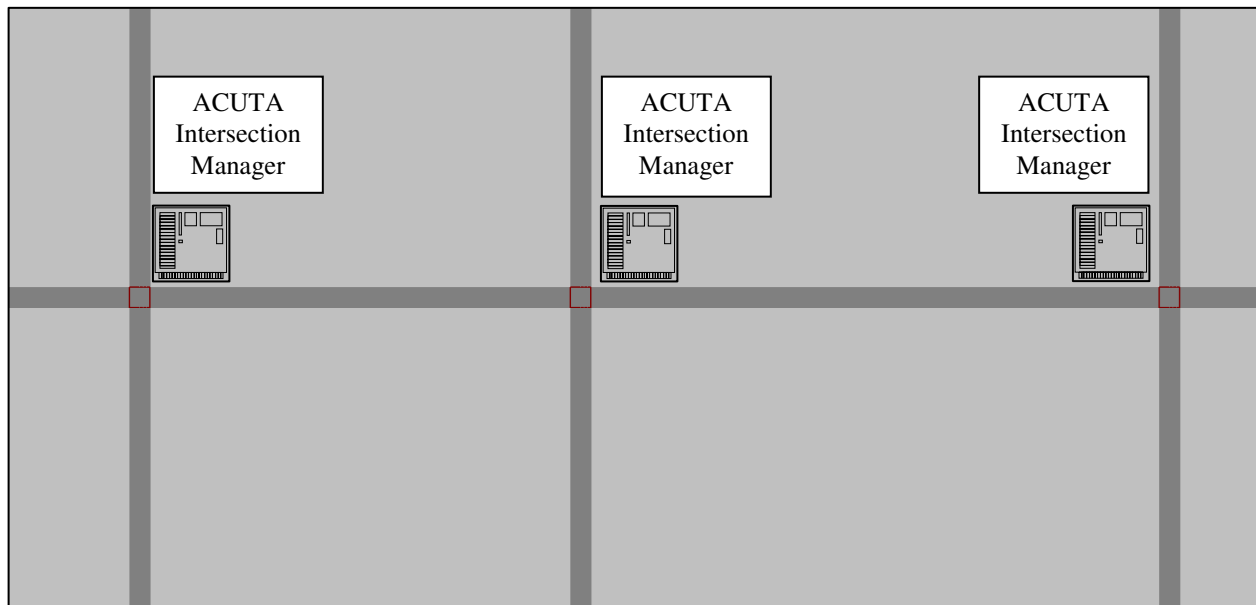 ACUTA
Intersection
Manager
ACUTA
Intersection
Manager
ACUTA
Intersection
Manager